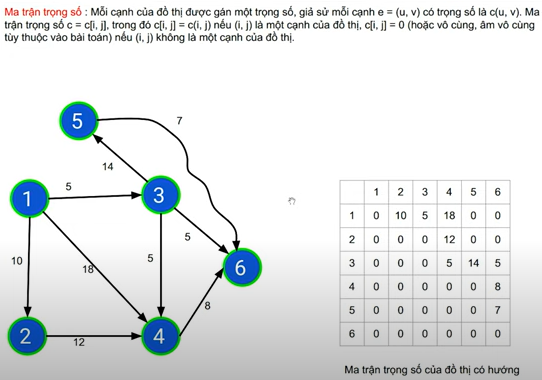 Ma trận trọng số : Mỗi cạnh của đồ thị được gán một trọng số, giả sử mỗi cạnh e = (u, v) có trọng số là c(u, v). Ma
trận trọng số c = c[i, j], trong đó c[i, j] = c(i, j) nếu (i, j) là một cạnh của đồ thị, c[i, j] = 0 (hoặc vô cùng, âm vô cùng
tùy thuộc vào bài toán) nếu (i, j) không là một cạnh của đồ thị.
5
7
14
5
1
3
5
10
18
5
6
8
2
12
4
1 2 3 4 5 6
1 0 10 5 18 0 0
2 0 0 0 12 0 0
3 0 0 0 5 14 5
4 0 0 0 0 0 8
5 0 0 0 0 0 7
6 0 0 0 0 0 0
Ma trận trọng số của đồ thị có hướng